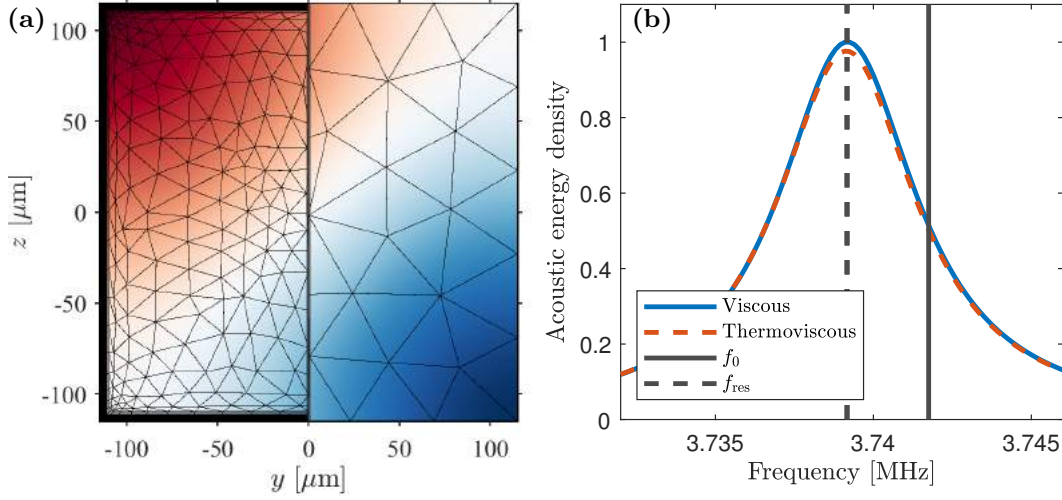 (a)
100
50
0
-50
-100
z [μm]
-100
-50
0
50
100
y [μm]
(b)
1
0.8
0.6
0.4
0.2
0
Acoustic energy density
Viscous
Thermoviscous
f0
fres
3.735
3.74
3.745
Frequency [MHz]